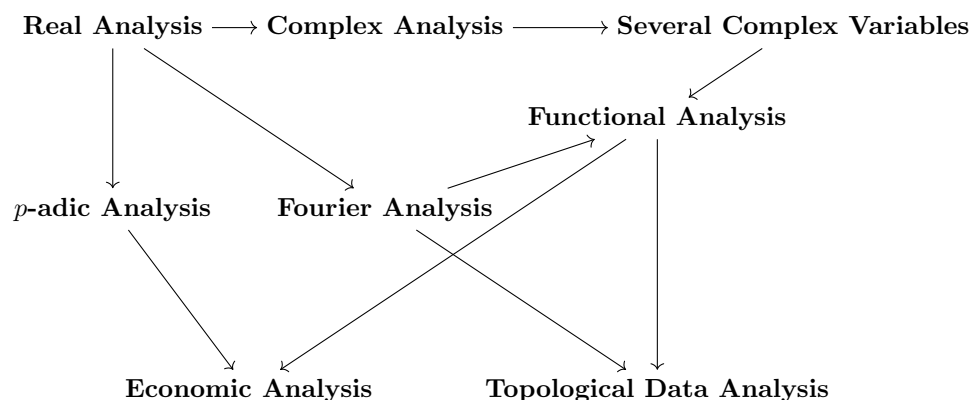 Real Analysis Complex Analysis Several Complex Variables
Functional Analysis
p-adic Analysis Fourier Analysis
Economic Analysis Topological Data Analysis